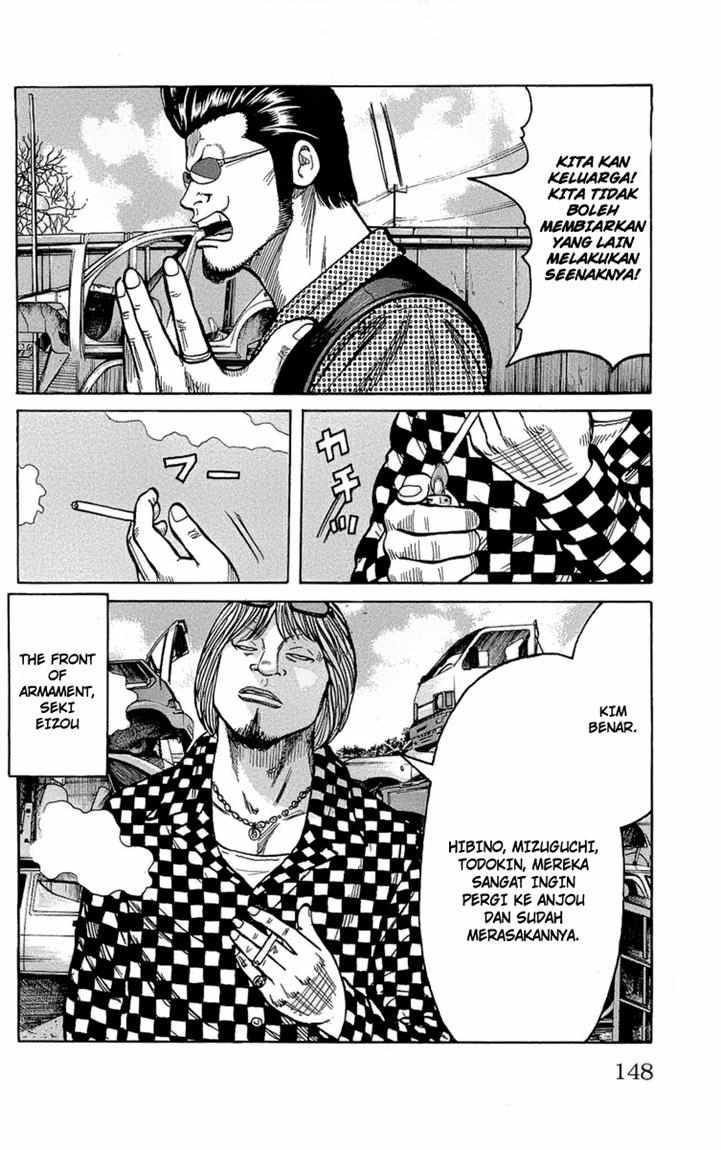 KITA KAN
KELUARGA!
KITA TIDAK
BOLEH
MEMBIARKAN
YANG LAIN
MELAKUKAN
SEENAKNYA!
フー
カチッ
THE FRONT
OF
ARMAMENT,
SEKI
EIZOU
KIM
BENAR.
HIBINO, MIZUGUCHI,
TODOKIN, MEREKA
SANGAT INGIN
PERGI KE ANJOU
DAN SUDAH
MERASAKANNYA.
148